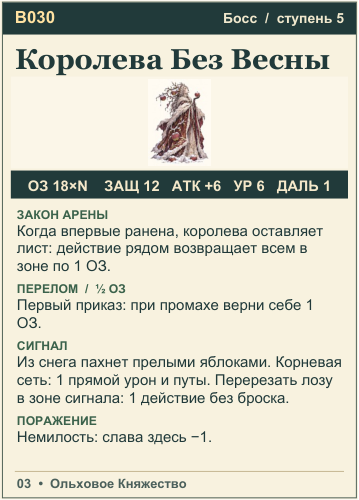 B030 Босс / ступень 5
Королева Без Весны
ОЗ 18×N ЗАЩ 12 АТК +6 УР 6 ДАЛЬ 1
ЗАКОН АРЕНЫ
Когда впервые ранена, королева оставляет
лист: действие рядом возвращает всем в
зоне по 1 ОЗ.
ПЕРЕЛОМ / ½ ОЗ
Первый приказ: при промахе верни себе 1
ОЗ.
СИГНАЛ
Из снега пахнет прелыми яблоками. Корневая
сеть: 1 прямой урон и путы. Перерезать лозу
в зоне сигнала: 1 действие без броска.
ПОРАЖЕНИЕ
Немилость: слава здесь −1.
03 • Ольховое Княжество